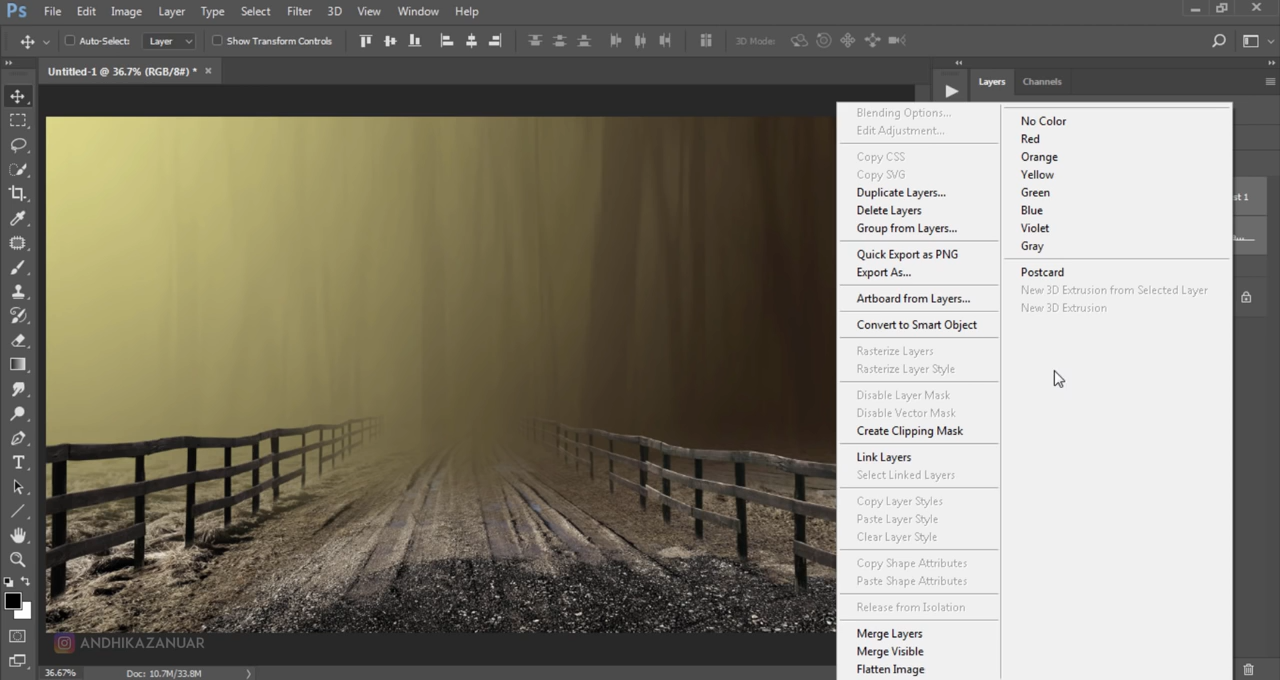 Ps File Edit Image Layer Type Select Filter 3D View Window Help
Auto-Select: Layer Show Transform Controls 3D Mode:
Untitled-1 @ 36.7% (RGB/8#) * ×
Layers Channels
Blending Options...
Edit Adjustment...
Copy CSS
Copy SVG
Duplicate Layers...
Delete Layers
Group from Layers...
Quick Export as PNG
Export As...
Artboard from Layers...
Convert to Smart Object
Rasterize Layers
Rasterize Layer Style
Disable Layer Mask
Disable Vector Mask
Create Clipping Mask
Link Layers
Select Linked Layers
Copy Layer Styles
Paste Layer Style
Clear Layer Style
Copy Shape Attributes
Paste Shape Attributes
Release from Isolation
Merge Layers
Merge Visible
Flatten Image
No Color
Red
Orange
Yellow
Green
Blue
Violet
Gray
Postcard
New 3D Extrusion from Selected Layer
New 3D Extrusion
st 1
ANDHIKAZANUAR
36.67% Doc: 10.7M/33.8M